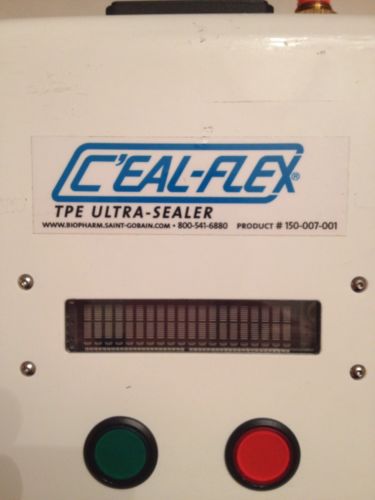 C'EAL-FLEX®
TPE ULTRA-SEALER
WWW.BIOPHARM.SAINT-GOBAIN.COM • 800-541-6880 PRODUCT # 150-007-001